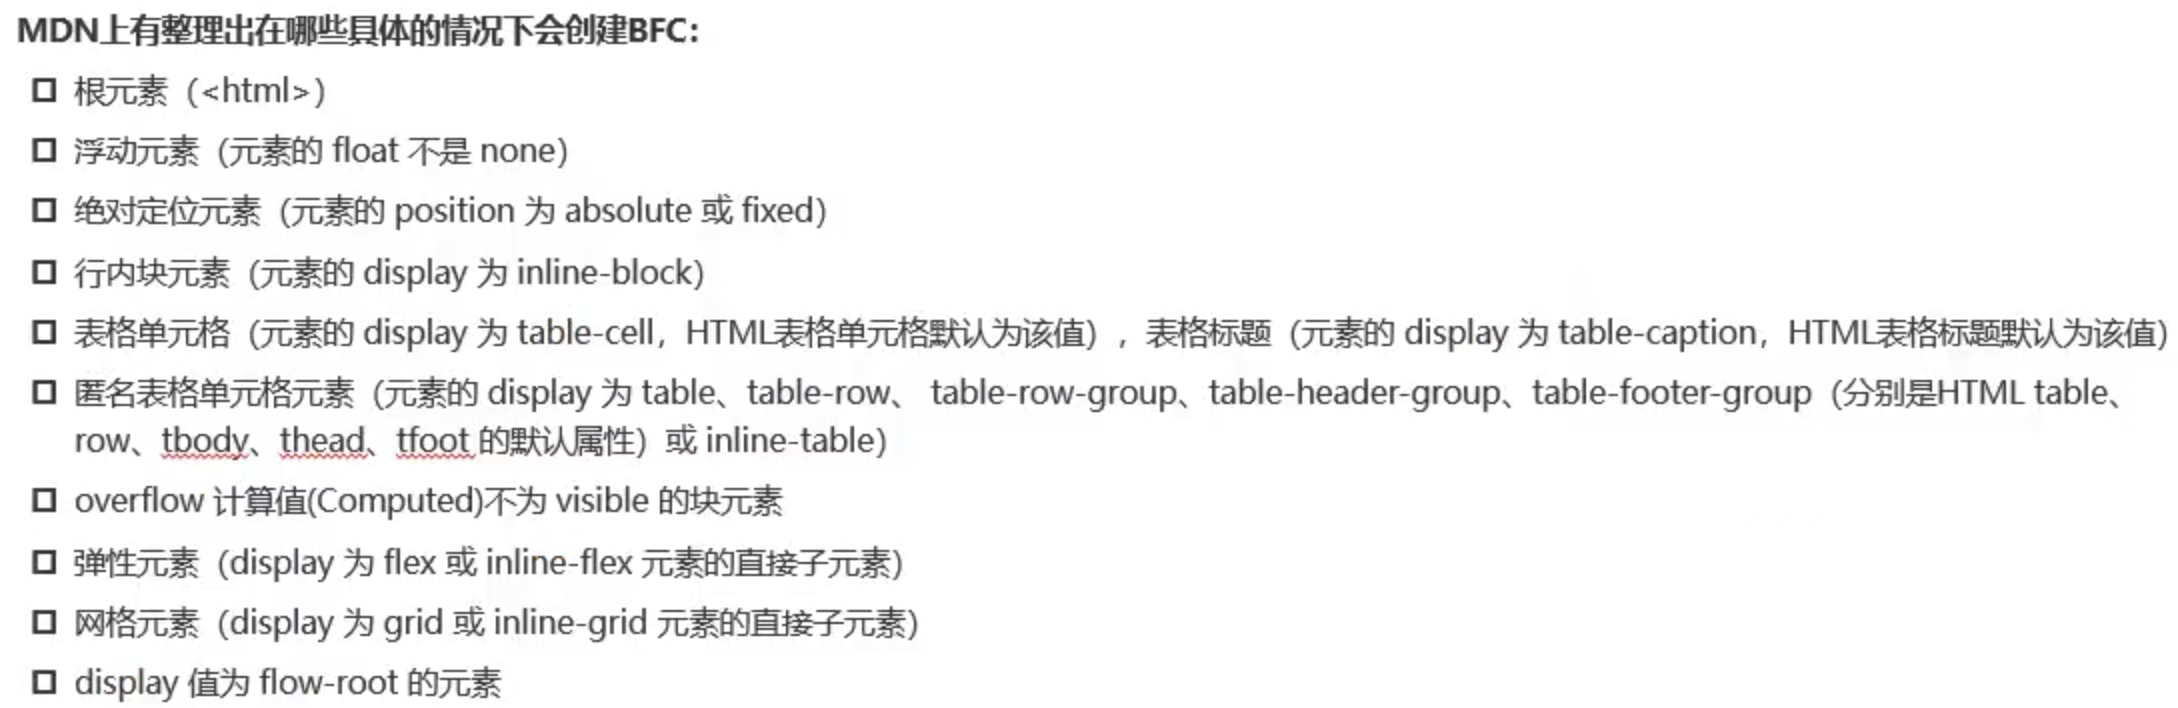 MDN上有整理出在哪些具体的情况下会创建BFC：
根元素（<html>）
浮动元素（元素的 float 不是 none）
绝对定位元素（元素的 position 为 absolute 或 fixed）
行内块元素（元素的 display 为 inline-block）
表格单元格（元素的 display 为 table-cell，HTML表格单元格默认为该值），表格标题（元素的 display 为 table-caption，HTML表格标题默认为该值）
匿名表格单元格元素（元素的 display 为 table、table-row、 table-row-group、table-header-group、table-footer-group（分别是HTML table、
row、tbody、thead、tfoot 的默认属性）或 inline-table）
overflow 计算值(Computed)不为 visible 的块元素
弹性元素（display 为 flex 或 inline-flex 元素的直接子元素）
网格元素（display 为 grid 或 inline-grid 元素的直接子元素）
display 值为 flow-root 的元素